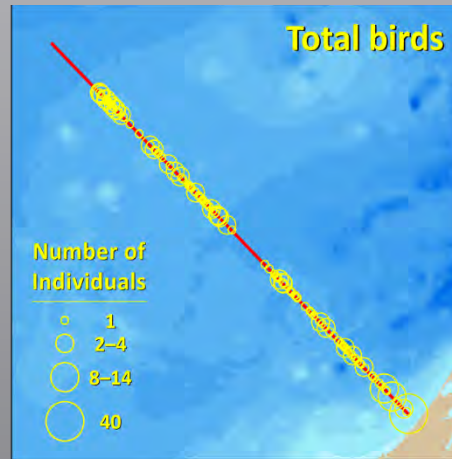 Total birds
Number of
Individuals
1
2–4
8–14
40